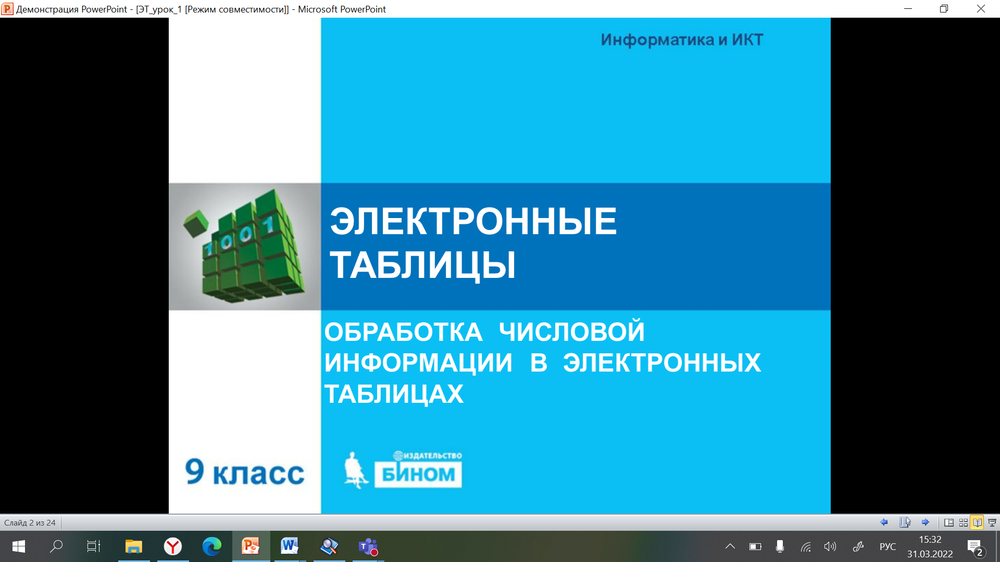 Демонстрация PowerPoint - [ЭТ_урок_1 [Режим совместимости]] - Microsoft PowerPoint
Информатика и ИКТ
1001
ЭЛЕКТРОННЫЕ
ТАБЛИЦЫ
ОБРАБОТКА ЧИСЛОВОЙ
ИНФОРМАЦИИ В ЭЛЕКТРОННЫХ
ТАБЛИЦАХ
9 класс
ИЗДАТЕЛЬСТВО
БИНОМ
Слайд 2 из 24
РУС
15:32
31.03.2022
2